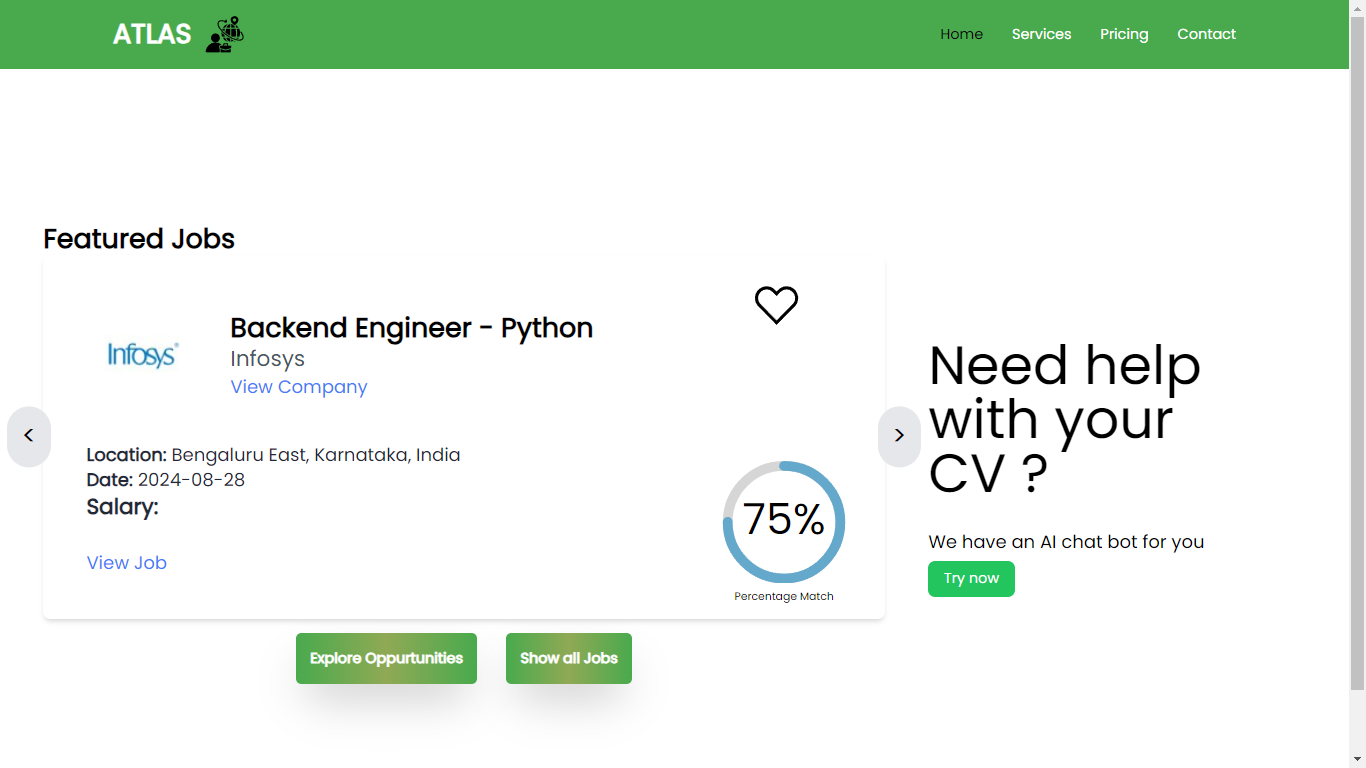 ATLAS
Home Services Pricing Contact
Featured Jobs
Infosys®
Backend Engineer - Python
Infosys
View Company
<
>
Location: Bengaluru East, Karnataka, India
Date: 2024-08-28
Salary:
View Job
75%
Percentage Match
Need help
with your
CV ?
We have an AI chat bot for you
Try now
Explore Oppurtunities
Show all Jobs